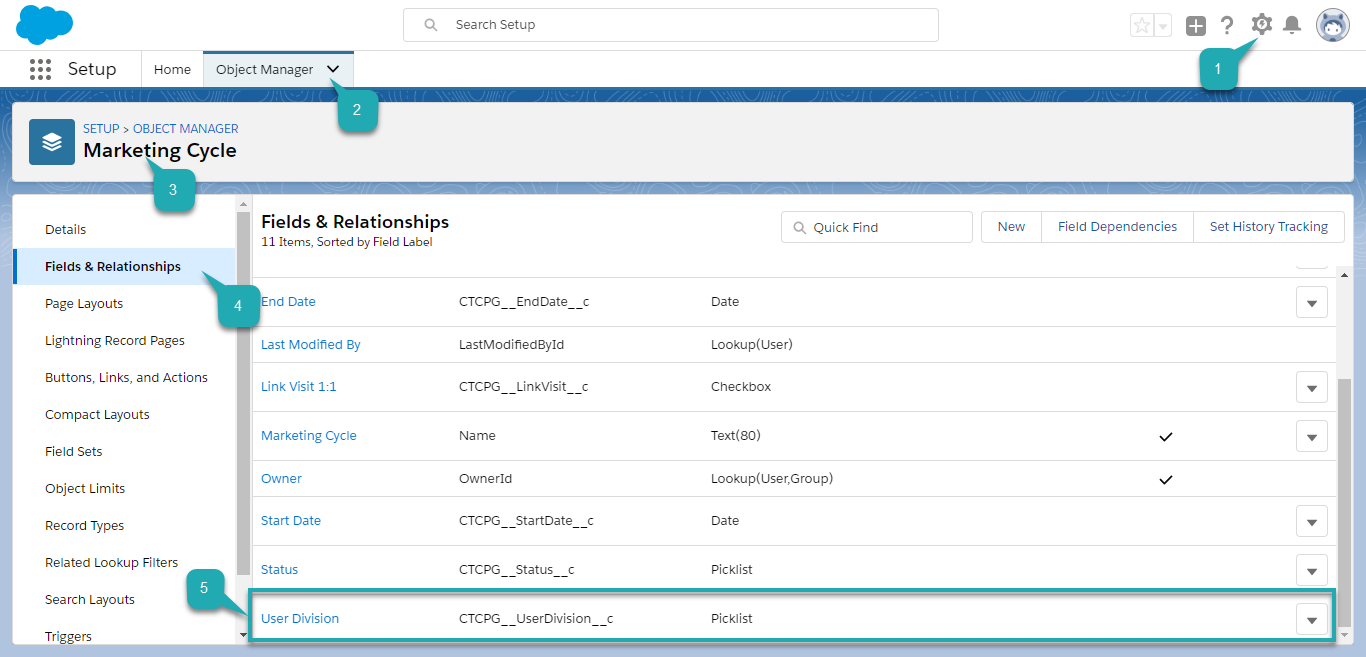 Search Setup
1
Setup
Home
Object Manager
2
SETUP > OBJECT MANAGER
Marketing Cycle
3
Details
Fields & Relationships
4
Page Layouts
Lightning Record Pages
Buttons, Links, and Actions
Compact Layouts
Field Sets
Object Limits
Record Types
Related Lookup Filters
Search Layouts
Triggers
Fields & Relationships
11 Items, Sorted by Field Label
Quick Find
New
Field Dependencies
Set History Tracking
End Date CTCPG__EndDate__c Date
Last Modified By LastModifiedById Lookup(User)
Link Visit 1:1 CTCPG__LinkVisit__c Checkbox
Marketing Cycle Name Text(80)
Owner OwnerId Lookup(User,Group)
Start Date CTCPG__StartDate__c Date
Status CTCPG__Status__c Picklist
5
User Division CTCPG__UserDivision__c Picklist